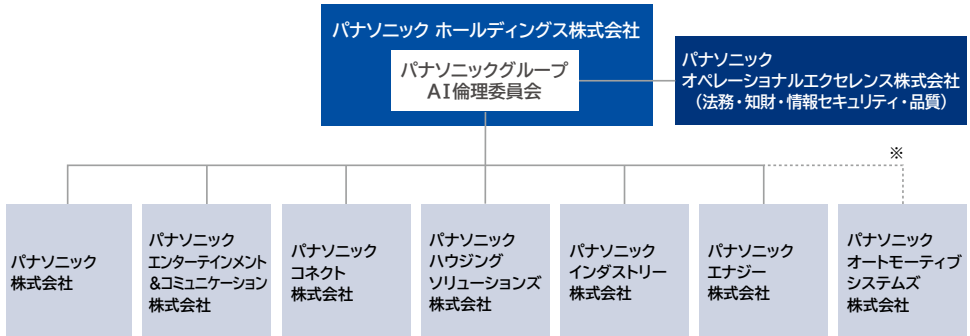 パナソニック ホールディングス株式会社
パナソニックグループ
AI倫理委員会
パナソニック
オペレーショナルエクセレンス株式会社
（法務・知財・情報セキュリティ・品質）
※
パナソニック
株式会社
パナソニック
エンターテインメント
&コミュニケーション
株式会社
パナソニック
コネクト
株式会社
パナソニック
ハウジング
ソリューションズ
株式会社
パナソニック
インダストリー
株式会社
パナソニック
エナジー
株式会社
パナソニック
オートモーティブ
システムズ
株式会社